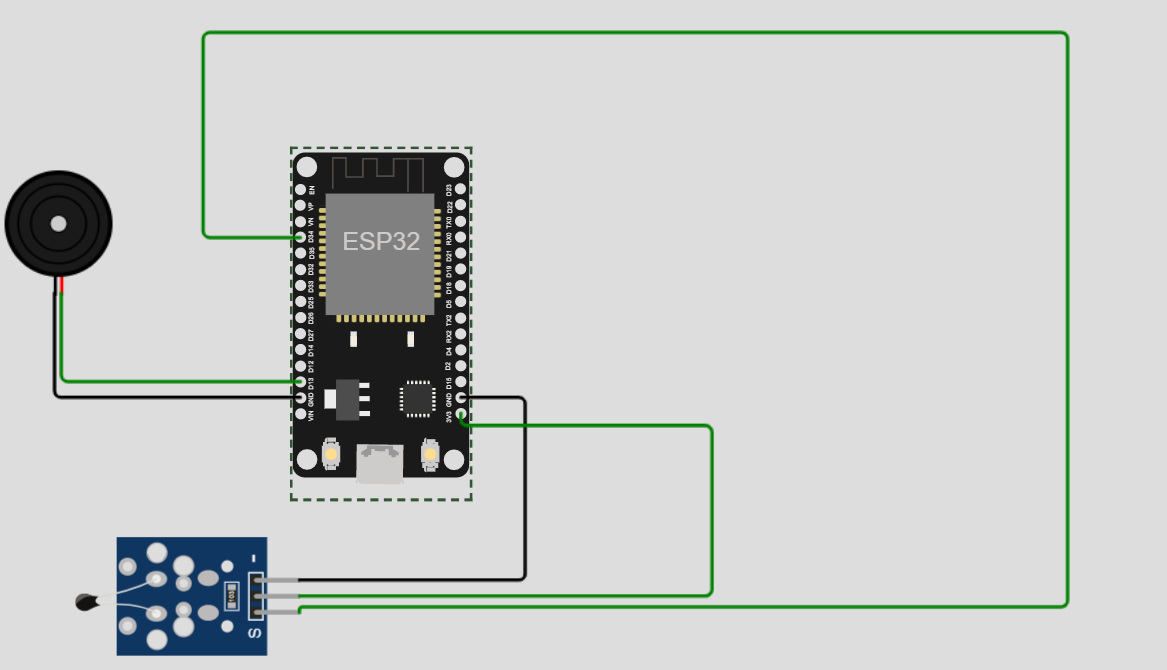 EN
VP
VN
D34
D35
D32
D33
D25
D26
D27
D14
D12
D13
GND
VIN
ESP32
D23
D22
TX0
RX0
D21
D19
D18
D5
TX2
RX2
D4
D2
D15
GND
3V3
-
103
S